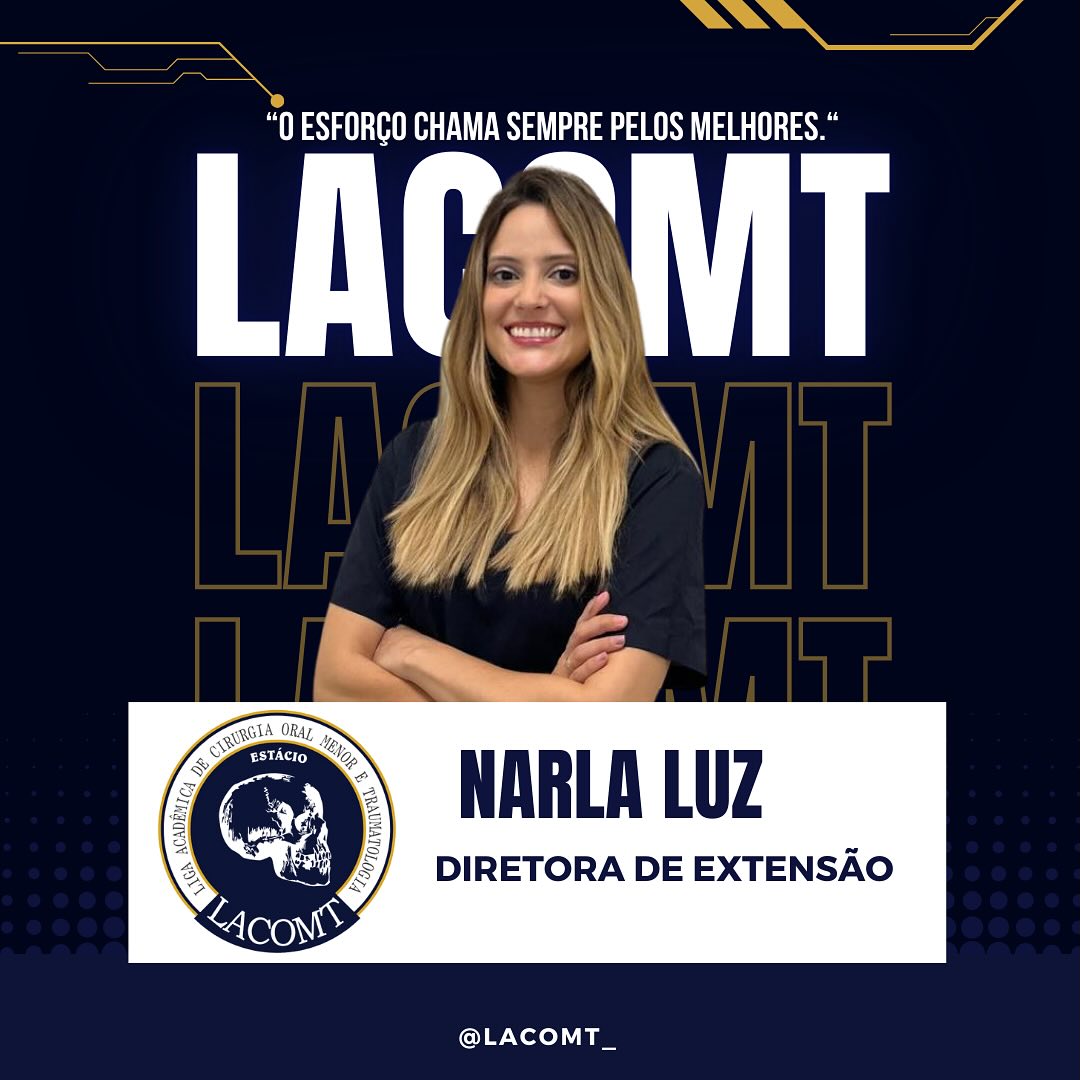 “O ESFORÇO CHAMA SEMPRE PELOS MELHORES.“
LACOMT
LACOMT
LACOMT
LIGA ACADÊMICA DE CIRURGIA ORAL MENOR E TRAUMATOLOGIA
ESTÁCIO
LACOMT
NARLA LUZ
DIRETORA DE EXTENSÃO
@LACOMT_